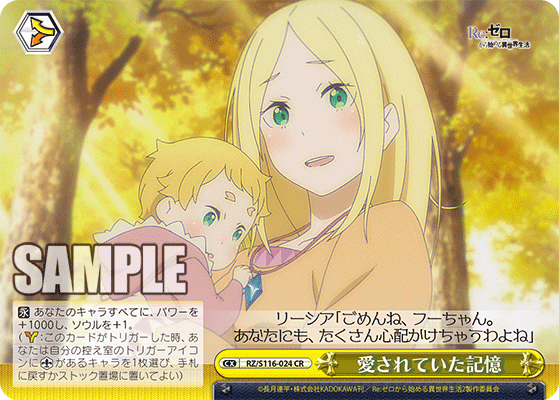 Re:ゼロ
から始める異世界生活
SAMPLE
永 あなたのキャラすべてに、パワーを
+1000し、ソウルを+1。
( :このカードがトリガーした時、あ
なたは自分の控え室のトリガーアイコ
ンに があるキャラを1枚選び、手札
に戻すかストック置場に置いてよい)
リーシア「ごめんね、フーちゃん。
あなたにも、たくさん心配かけちゃうわよね」
CX RZ/S116-024 CR 愛されていた記憶
©長月達平・株式会社KADOKAWA刊/Re:ゼロから始める異世界生活2製作委員会